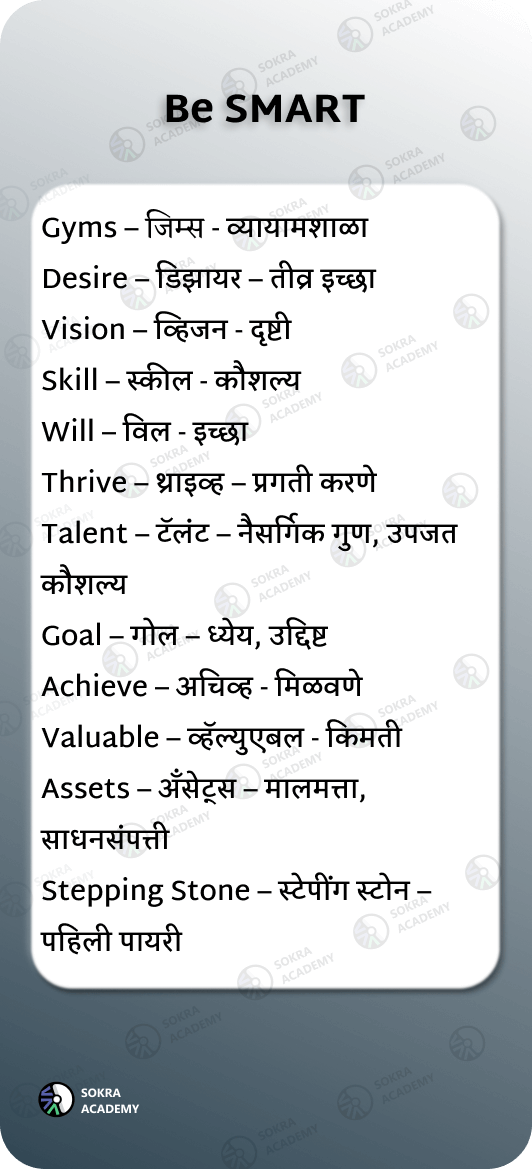 Be SMART
Gyms – जिम्स - व्यायामशाळा
Desire – डिझायर – तीव्र इच्छा
Vision – व्हिजन - दृष्टी
Skill – स्कील - कौशल्य
Will – विल - इच्छा
Thrive – थ्राइव्ह – प्रगती करणे
Talent – टॅलंट – नैसर्गिक गुण, उपजत
कौशल्य
Goal – गोल – ध्येय, उद्दिष्ट
Achieve – अचिव्ह - मिळवणे
Valuable – व्हॅल्युएबल - किमती
Assets – अँसेट्स – मालमत्ता,
साधनसंपत्ती
Stepping Stone – स्टेपींग स्टोन –
पहिली पायरी
SOKRA
ACADEMY